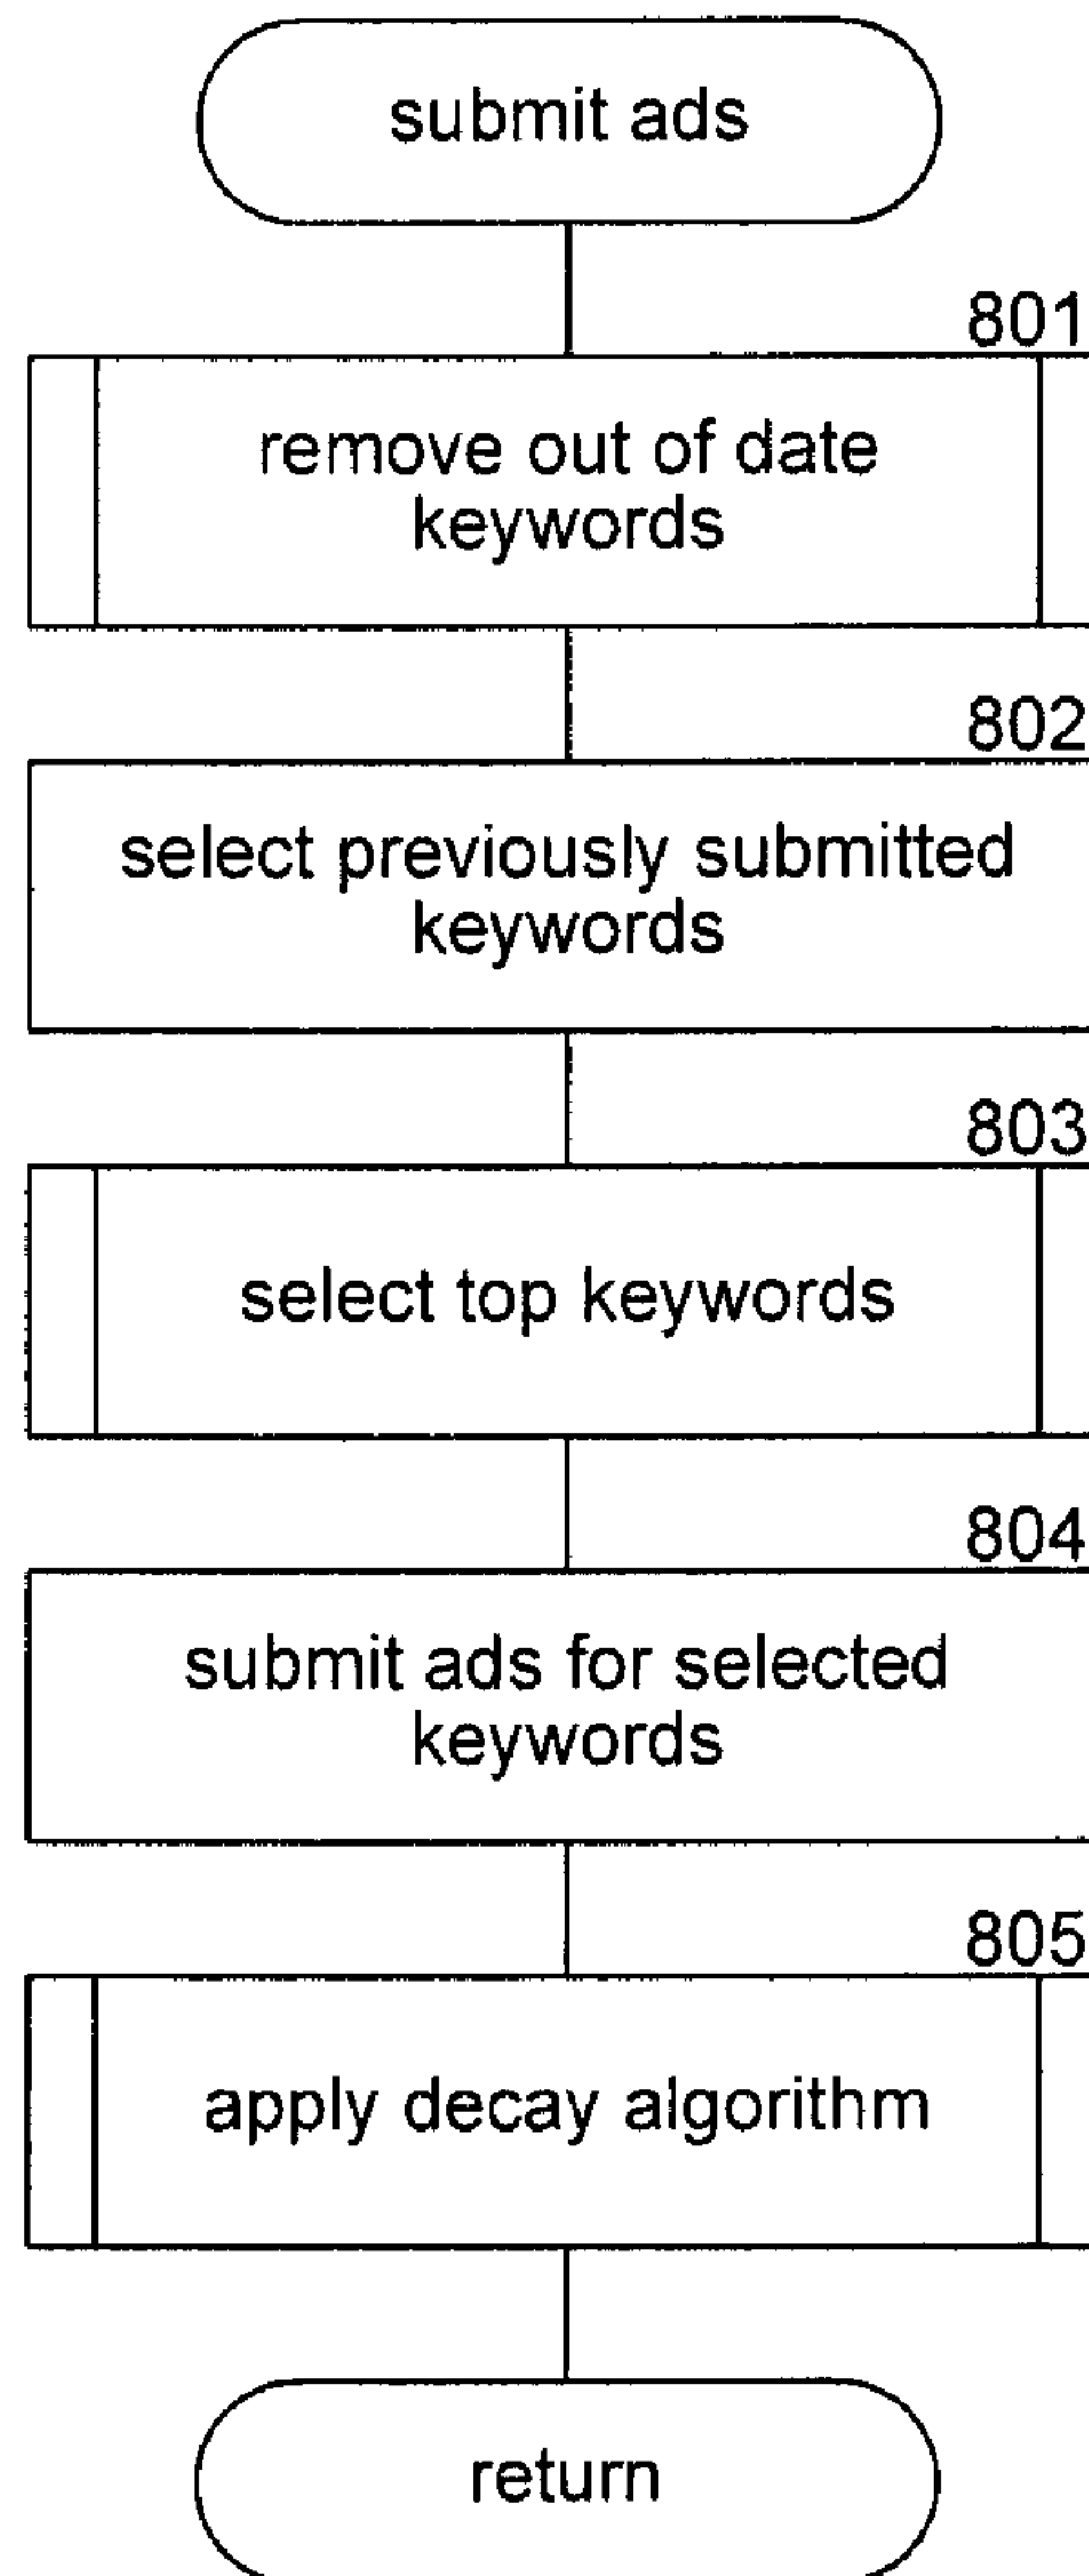 submit ads
801
remove out of date
keywords
802
select previously submitted
keywords
803
select top keywords
804
submit ads for selected
keywords
805
apply decay algorithm
return